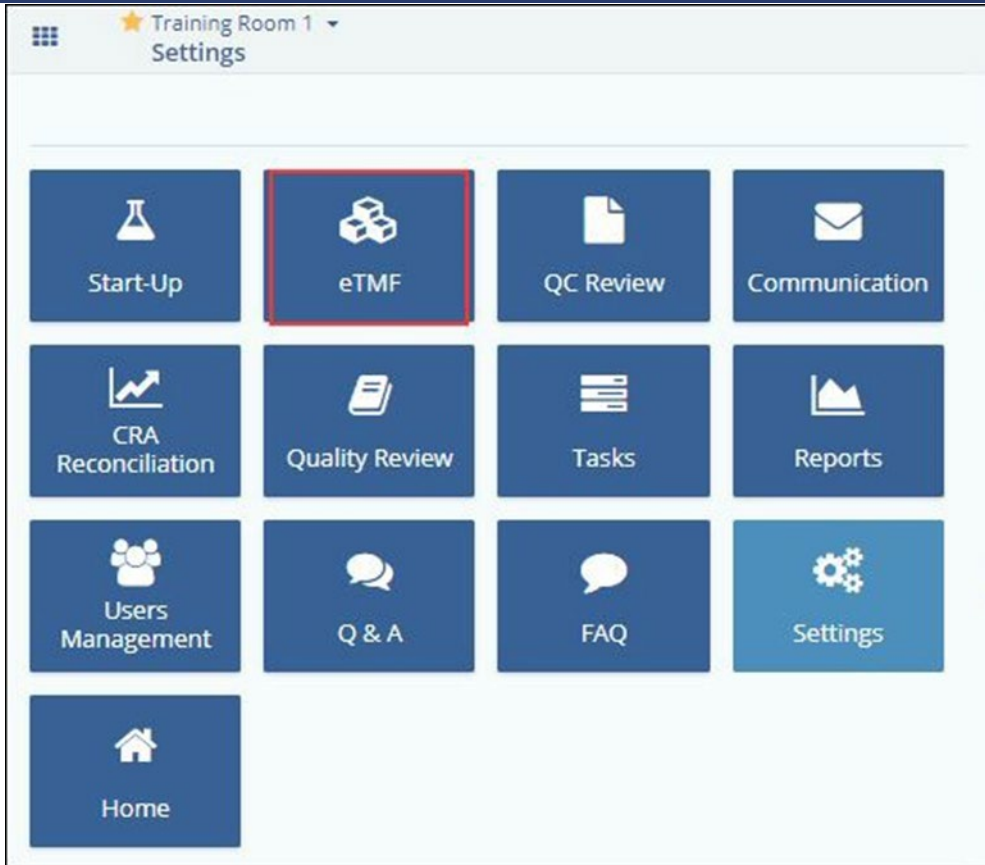 Training Room 1
Settings
Start-Up
eTMF
QC Review
Communication
CRA
Reconciliation
Quality Review
Tasks
Reports
Users
Management
Q & A
FAQ
Settings
Home